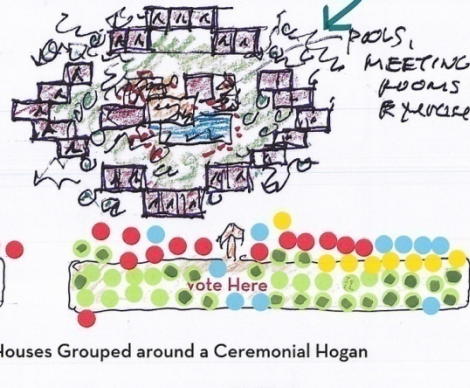 POOLS,
MEETING
ROOMS
vote Here
Houses Grouped around a Ceremonial Hogan